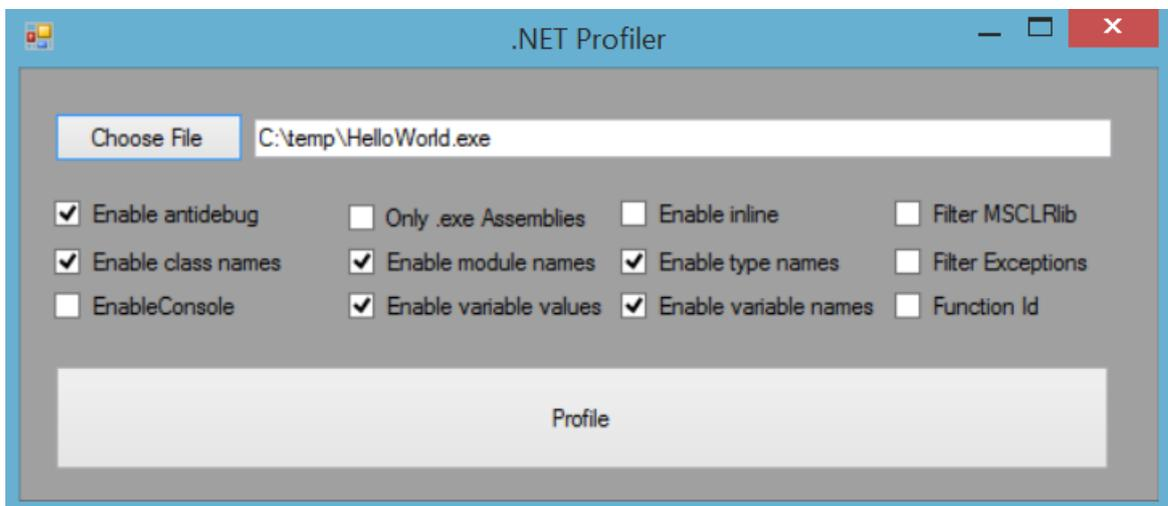 .NET Profiler
Choose File
C:\temp\HelloWorld.exe
Enable antidebug
Only .exe Assemblies
Enable inline
Filter MSCLRlib
Enable class names
Enable module names
Enable type names
Filter Exceptions
EnableConsole
Enable variable values
Enable variable names
Function Id
Profile